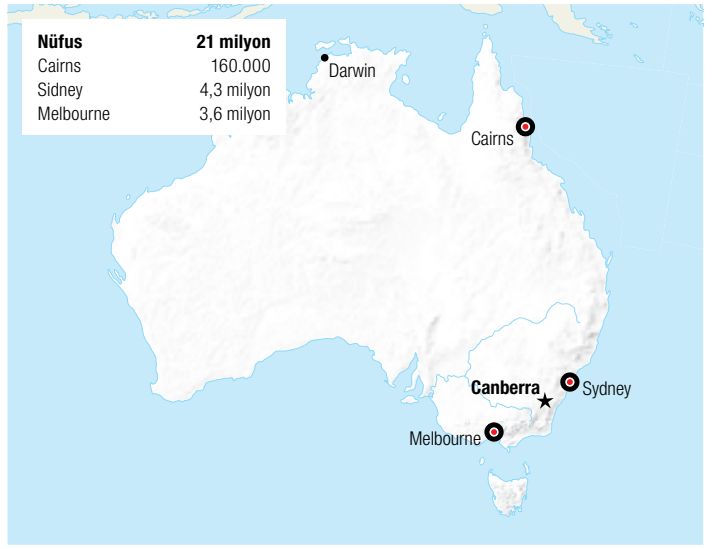 Nüfus 21 milyon
Cairns 160.000
Sidney 4,3 milyon
Melbourne 3,6 milyon
Darwin
Cairns
Canberra
Sydney
Melbourne